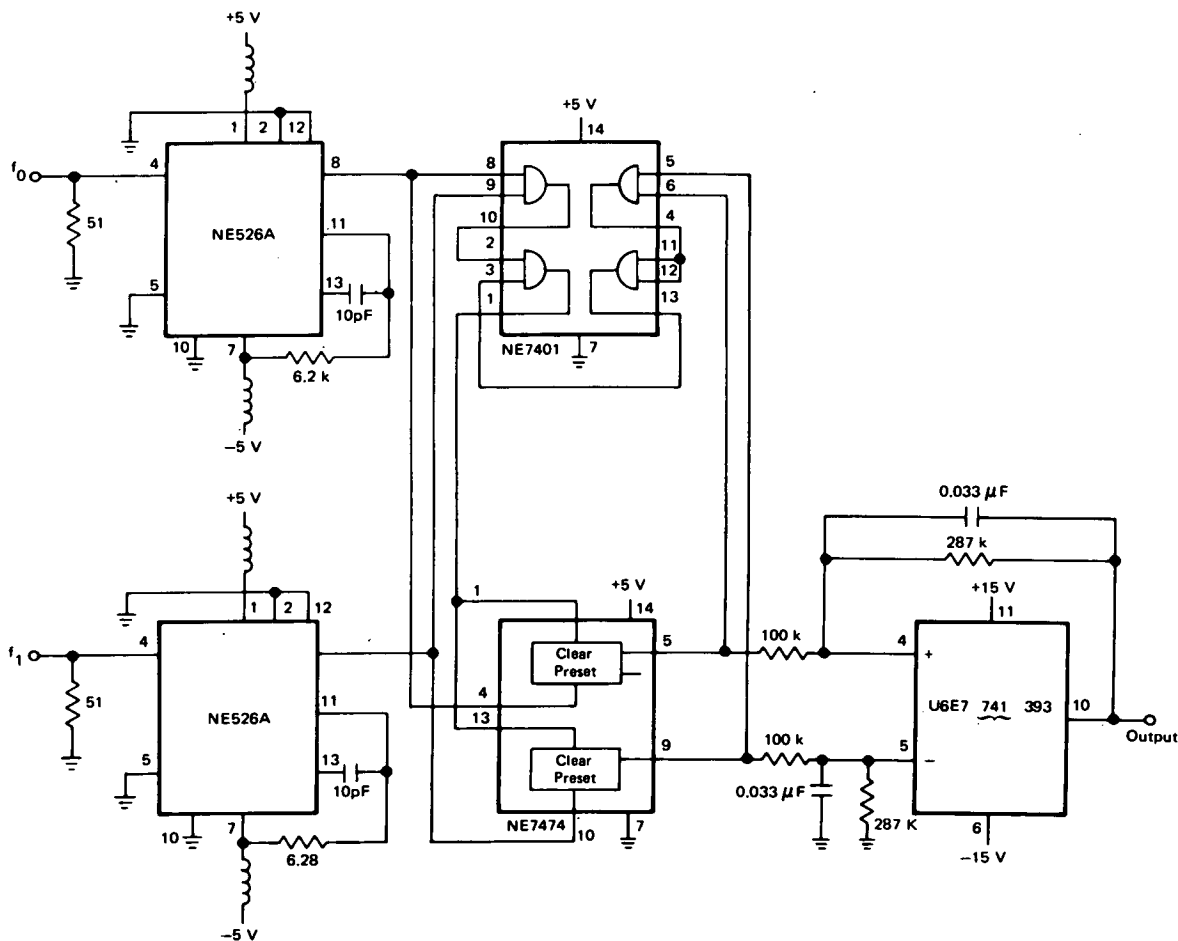 +5 V
1
2
12
f0
4
8
51
NE526A
11
5
13
10pF
10
7
6.2 k
−5 V
+5 V
14
8
9
10
2
3
1
5
6
4
11
12
13
NE7401
7
+5 V
1
2
12
f1
4
51
NE526A
11
5
13
10pF
10
7
6.28
−5 V
1
+5 V
14
Clear
Preset
5
4
13
Clear
Preset
9
NE7474
10
7
0.033 μF
287 k
100 k
+15 V
11
4
+
U6E7 741 393
10
Output
100 k
5
−
0.033 μF
287 K
6
−15 V